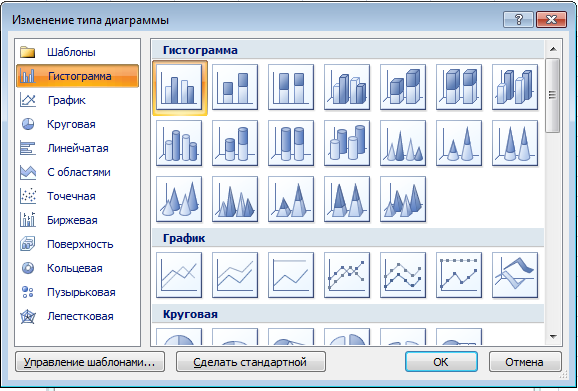 Изменение типа диаграммы
?
Шаблоны
Гистограмма
График
Круговая
Линейчатая
С областями
Точечная
Биржевая
Поверхность
Кольцевая
Пузырьковая
Лепестковая
Гистограмма
График
Круговая
Управление шаблонами...
Сделать стандартной
ОК
Отмена